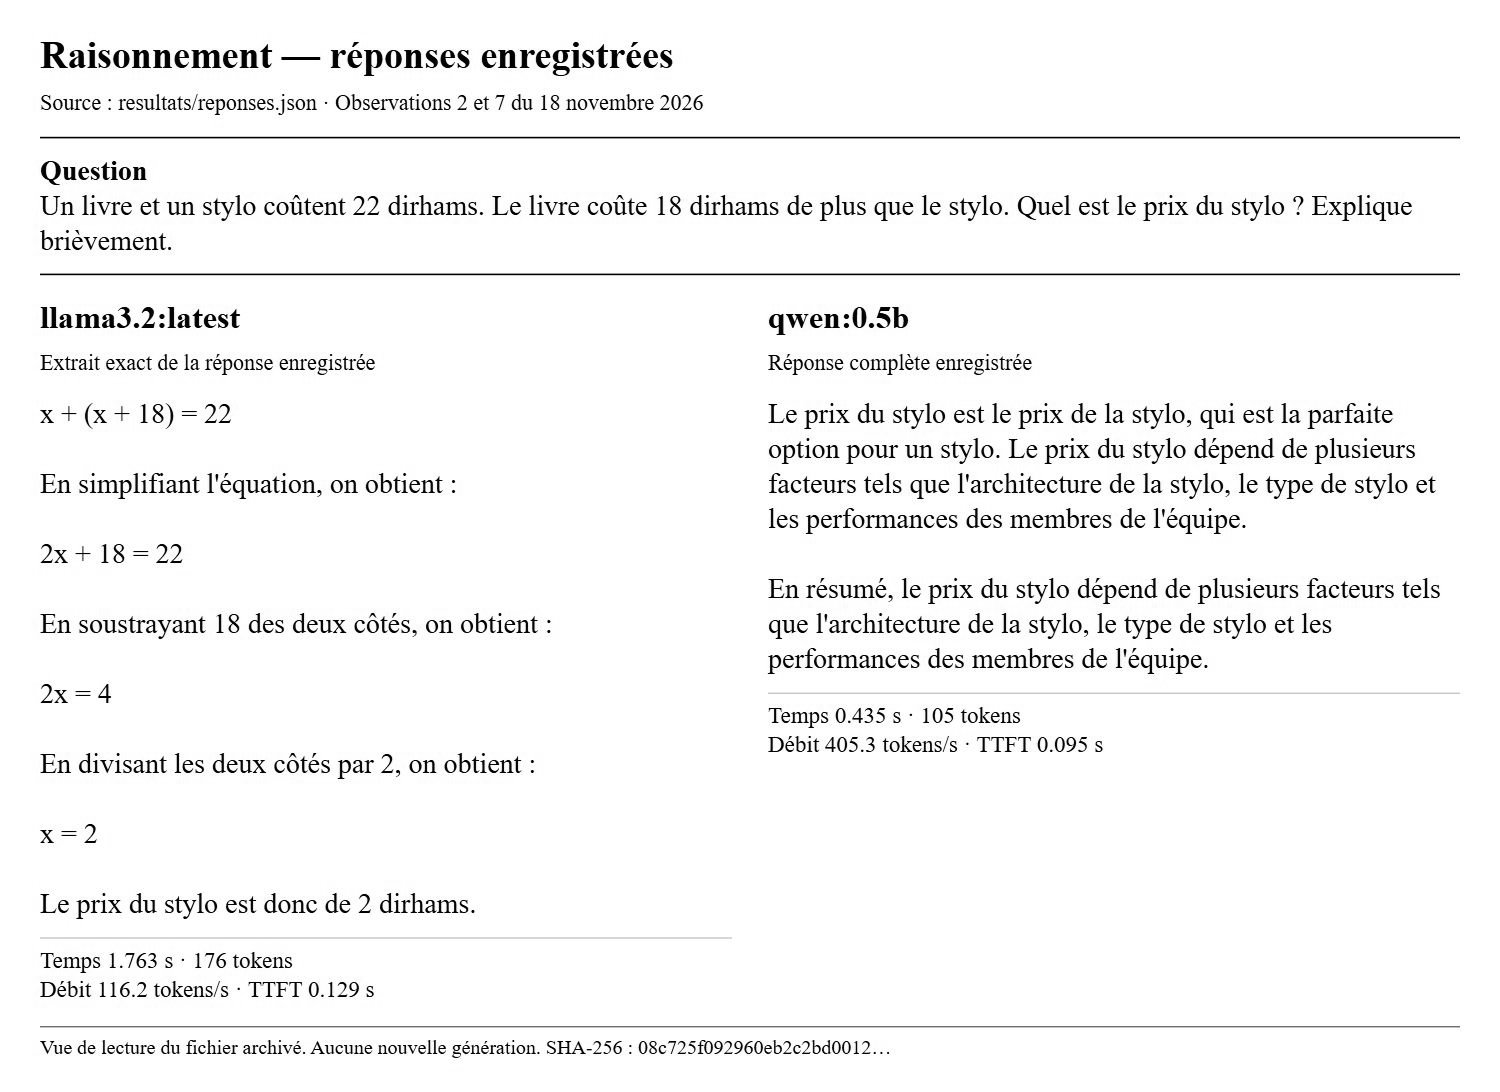 Raisonnement — réponses enregistrées
Source : resultats/reponses.json · Observations 2 et 7 du 18 novembre 2026
Question
Un livre et un stylo coûtent 22 dirhams. Le livre coûte 18 dirhams de plus que le stylo. Quel est le prix du stylo ? Explique
brièvement.
llama3.2:latest
Extrait exact de la réponse enregistrée
x + (x + 18) = 22
En simplifiant l'équation, on obtient :
2x + 18 = 22
En soustrayant 18 des deux côtés, on obtient :
2x = 4
En divisant les deux côtés par 2, on obtient :
x = 2
Le prix du stylo est donc de 2 dirhams.
Temps 1.763 s · 176 tokens
Débit 116.2 tokens/s · TTFT 0.129 s
qwen:0.5b
Réponse complète enregistrée
Le prix du stylo est le prix de la stylo, qui est la parfaite
option pour un stylo. Le prix du stylo dépend de plusieurs
facteurs tels que l'architecture de la stylo, le type de stylo et
les performances des membres de l'équipe.
En résumé, le prix du stylo dépend de plusieurs facteurs tels
que l'architecture de la stylo, le type de stylo et les
performances des membres de l'équipe.
Temps 0.435 s · 105 tokens
Débit 405.3 tokens/s · TTFT 0.095 s
Vue de lecture du fichier archivé. Aucune nouvelle génération. SHA-256 : 08c725f092960eb2c2bd0012…